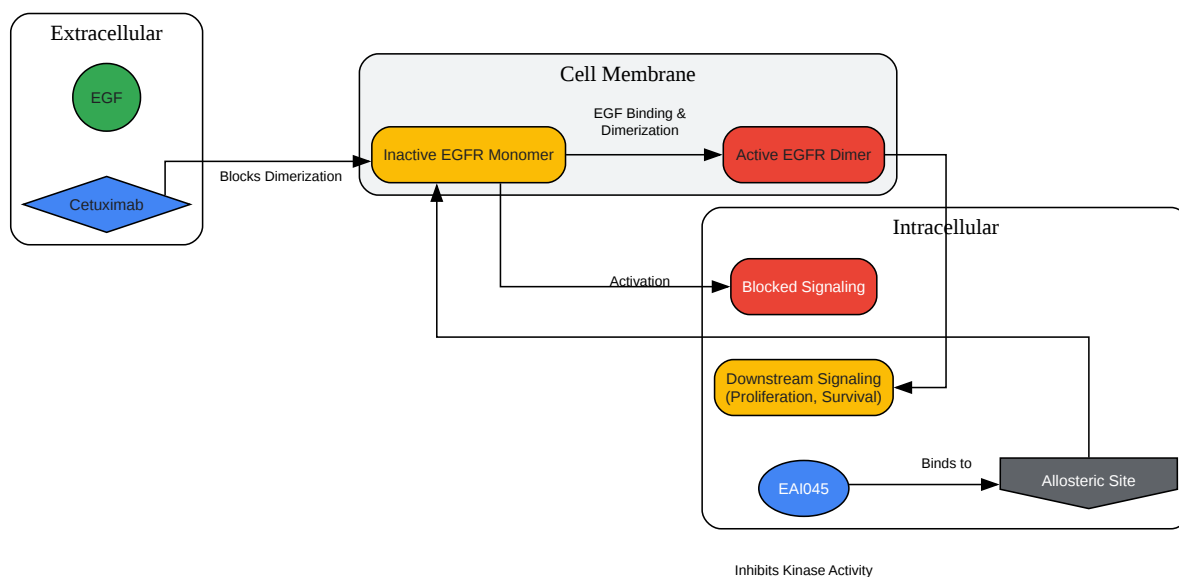 Extracellular
EGF
Cetuximab
Blocks Dimerization
Cell Membrane
Inactive EGFR Monomer
EGF Binding &
Dimerization
Active EGFR Dimer
Intracellular
Activation
Blocked Signaling
Downstream Signaling
(Proliferation, Survival)
EAI045
Binds to
Allosteric Site
Inhibits Kinase Activity